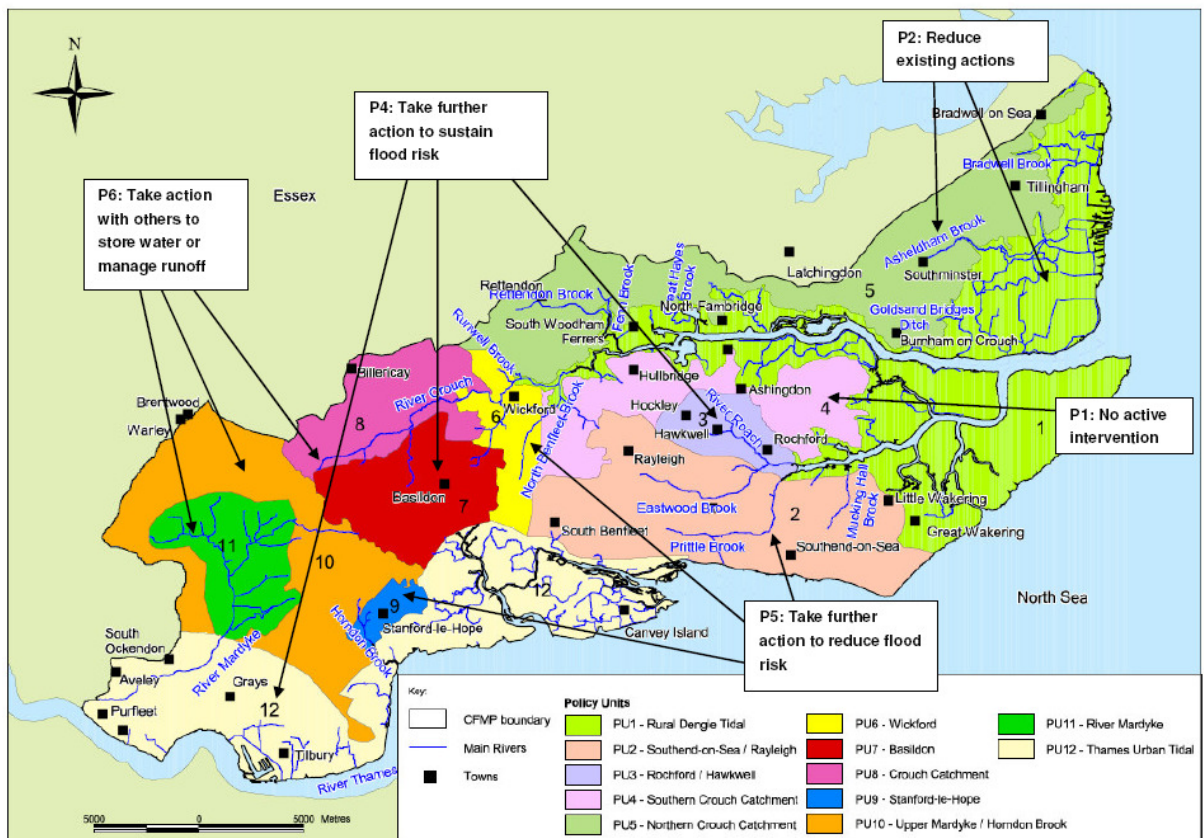 N
P2: Reduce
existing actions
P4: Take further
action to sustain
flood risk
P6: Take action
with others to
store water or
manage runoff
P1: No active
intervention
P5: Take further
action to reduce flood
risk
Essex
North Sea
Bradwell on Sea
Bradwell Brook
Tillingham
Asheldham Brook
Southminster
5
Latchingdon
Goldsand Bridges
Ditch
Burnham on Crouch
Rettendon
Rettendon Brook
Fenn Brook
Great Hayes
Brook
North Fambridge
South Woodham
Ferrers
Runwell Brook
Billericay
River Crouch
8
Wickford
6
Hullbridge
Ashingdon
Hockley
3
River Roach
4
Hawkwell
Rochford
1
North Benfleet Brook
Rayleigh
Brentwood
Warley
Basildon
7
Eastwood Brook
2
Mucking Hall
Brook
Little Wakering
Great Wakering
South Benfleet
Prittle Brook
Southend-on-Sea
11
10
12
Canvey Island
9
Stanford-le-Hope
Horndon Brook
South
Ockendon
River Mardyke
Aveley
Grays
Purfleet
12
Tilbury
River Thames
5000 0 5000 Metres
Key:
CFMP boundary
Main Rivers
Towns
Policy Units
PU1 - Rural Dengie Tidal
PU2 - Southend-on-Sea / Rayleigh
PU3 - Rochford / Hawkwell
PU4 - Southern Crouch Catchment
PU5 - Northern Crouch Catchment
PU6 - Wickford
PU7 - Basildon
PU8 - Crouch Catchment
PU9 - Stanford-le-Hope
PU10 - Upper Mardyke / Horndon Brook
PU11 - River Mardyke
PU12 - Thames Urban Tidal